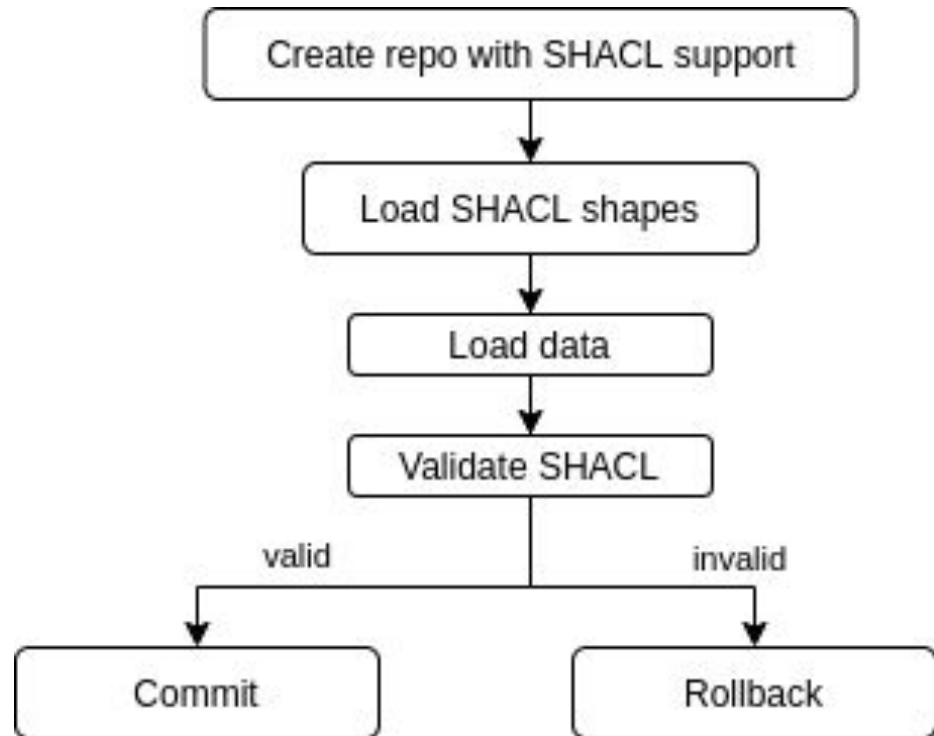 Create repo with SHACL support
Load SHACL shapes
Load data
Validate SHACL
valid
invalid
Commit
Rollback